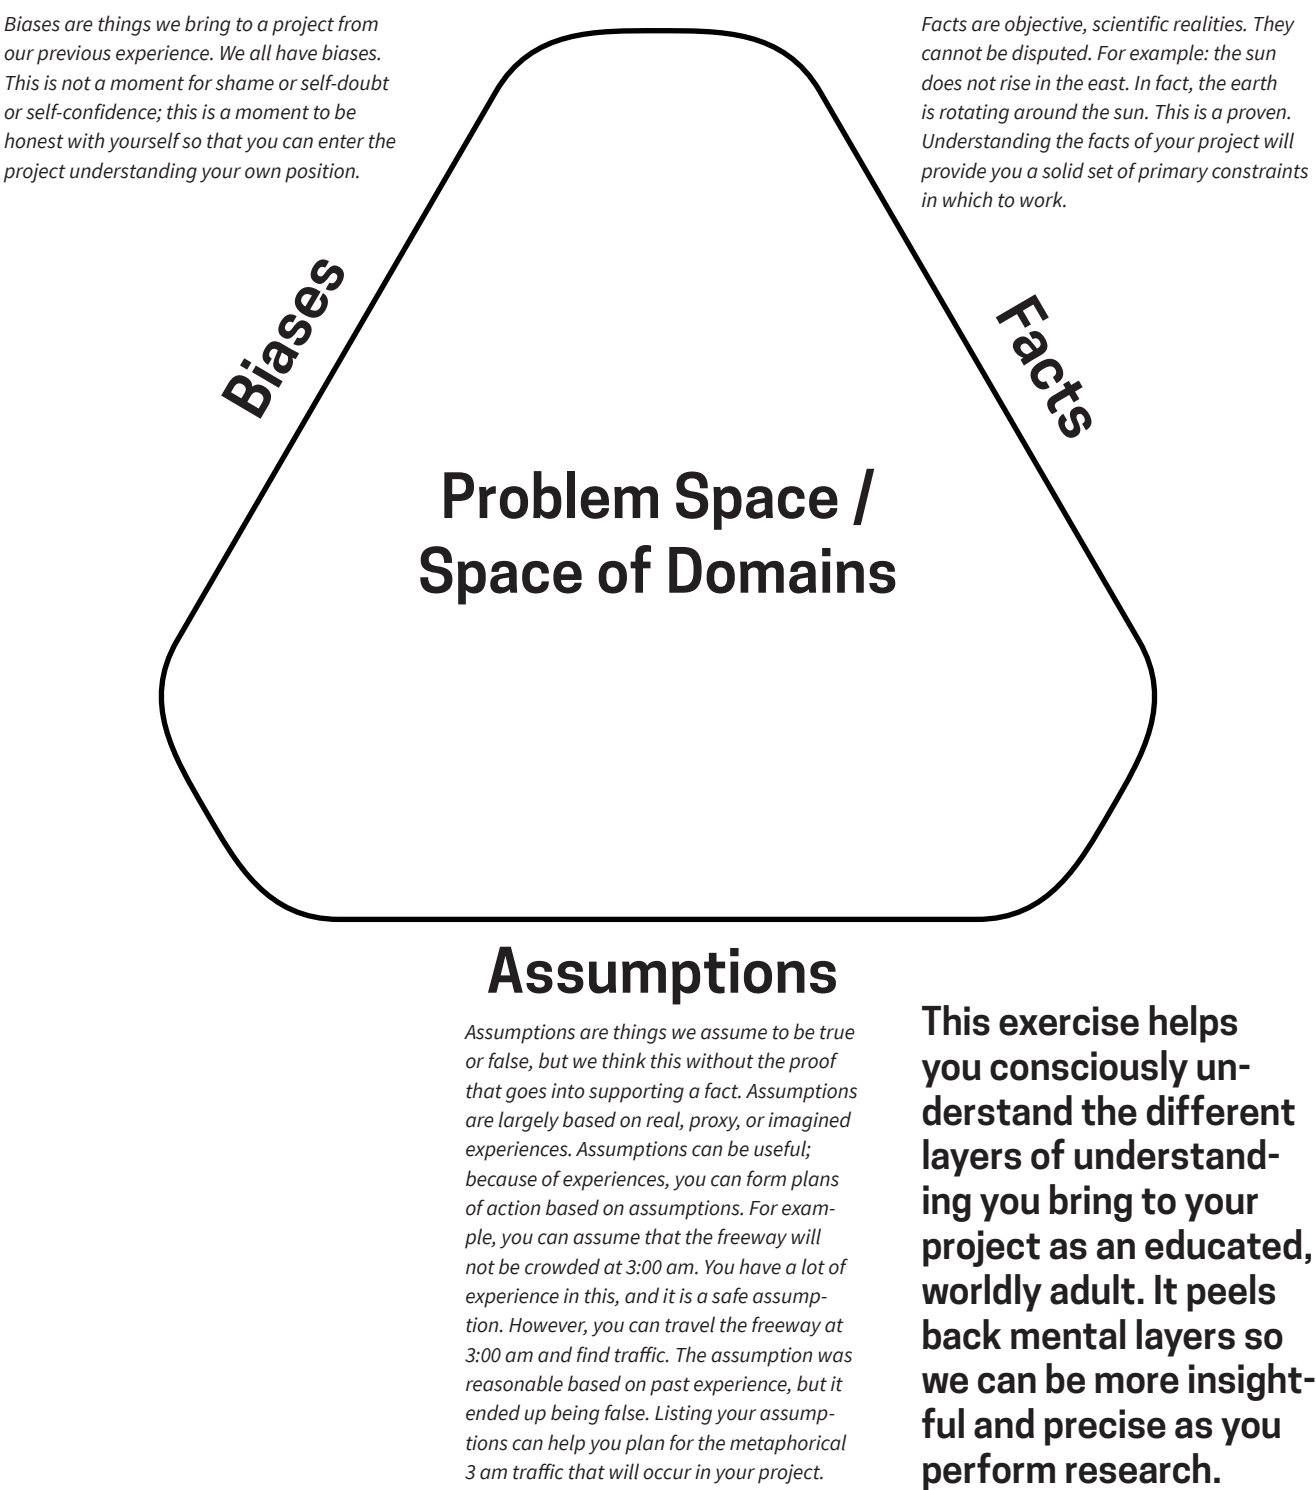 Biases are things we bring to a project from
our previous experience. We all have biases.
This is not a moment for shame or self-doubt
or self-confidence; this is a moment to be
honest with yourself so that you can enter the
project understanding your own position.
Facts are objective, scientific realities. They
cannot be disputed. For example: the sun
does not rise in the east. In fact, the earth
is rotating around the sun. This is a proven.
Understanding the facts of your project will
provide you a solid set of primary constraints
in which to work.
Biases
Facts
Problem Space /
Space of Domains
Assumptions
Assumptions are things we assume to be true
or false, but we think this without the proof
that goes into supporting a fact. Assumptions
are largely based on real, proxy, or imagined
experiences. Assumptions can be useful;
because of experiences, you can form plans
of action based on assumptions. For exam-
ple, you can assume that the freeway will
not be crowded at 3:00 am. You have a lot of
experience in this, and it is a safe assump-
tion. However, you can travel the freeway at
3:00 am and find traffic. The assumption was
reasonable based on past experience, but it
ended up being false. Listing your assump-
tions can help you plan for the metaphorical
3 am traffic that will occur in your project.
This exercise helps
you consciously un-
derstand the different
layers of understand-
ing you bring to your
project as an educated,
worldly adult. It peels
back mental layers so
we can be more insight-
ful and precise as you
perform research.